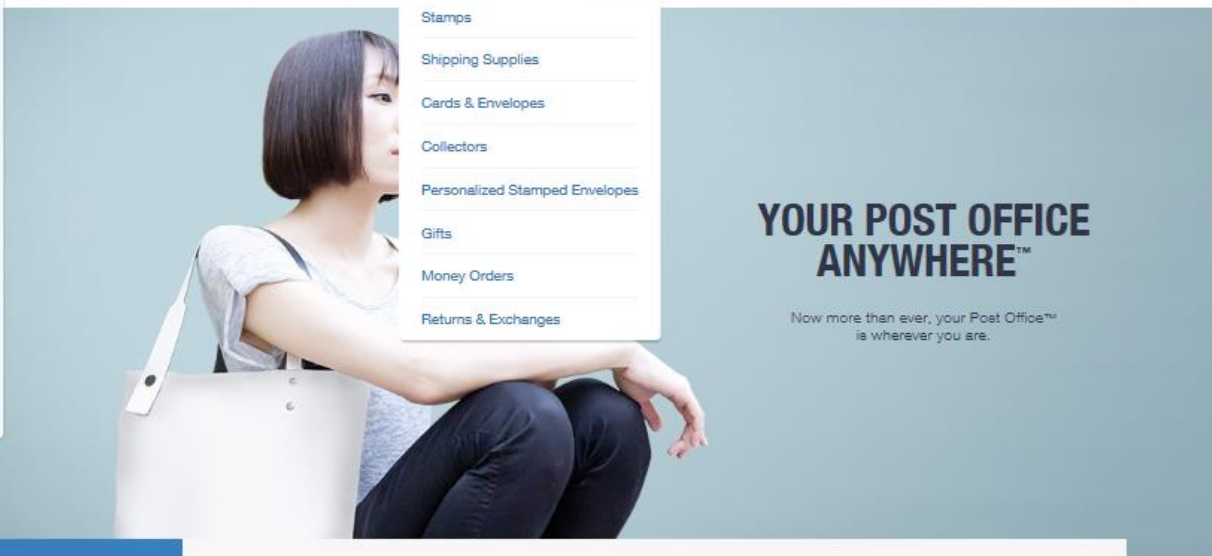 Stamps
Shipping Supplies
Cards & Envelopes
Collectors
Personalized Stamped Envelopes
Gifts
Money Orders
Returns & Exchanges
YOUR POST OFFICE
ANYWHERE™
Now more than ever, your Post Office™
is wherever you are.